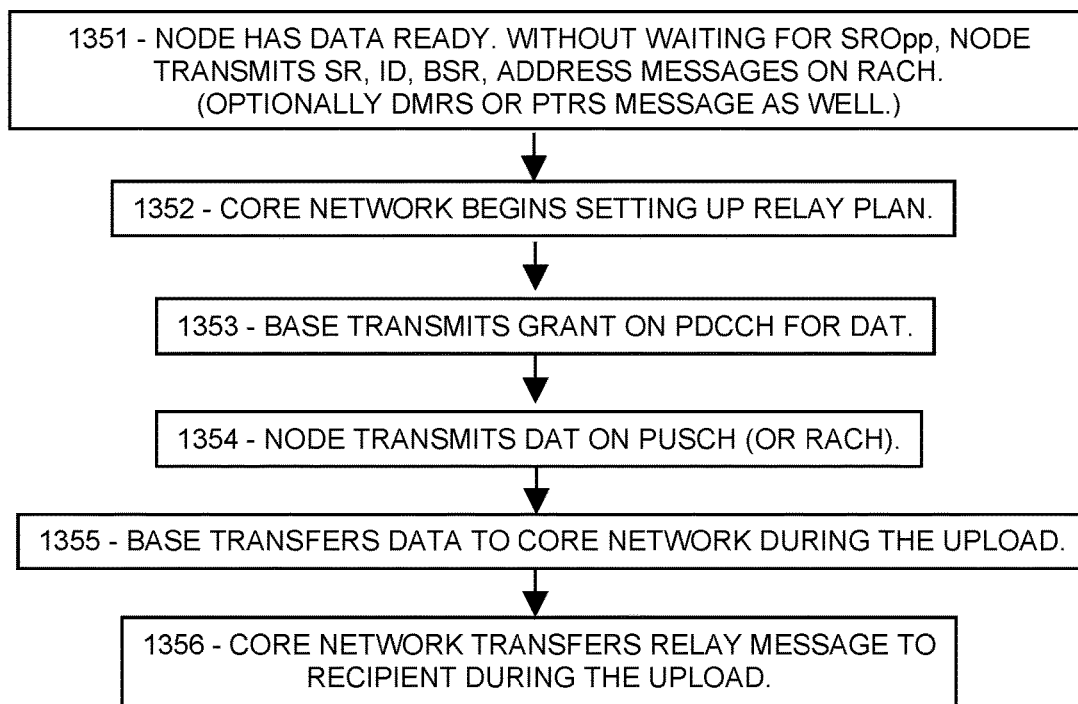 1351 - NODE HAS DATA READY. WITHOUT WAITING FOR SROpp, NODE
TRANSMITS SR, ID, BSR, ADDRESS MESSAGES ON RACH.
(OPTIONALLY DMRS OR PTRS MESSAGE AS WELL.)
1352 - CORE NETWORK BEGINS SETTING UP RELAY PLAN.
1353 - BASE TRANSMITS GRANT ON PDCCH FOR DAT.
1354 - NODE TRANSMITS DAT ON PUSCH (OR RACH).
1355 - BASE TRANSFERS DATA TO CORE NETWORK DURING THE UPLOAD.
1356 - CORE NETWORK TRANSFERS RELAY MESSAGE TO
RECIPIENT DURING THE UPLOAD.